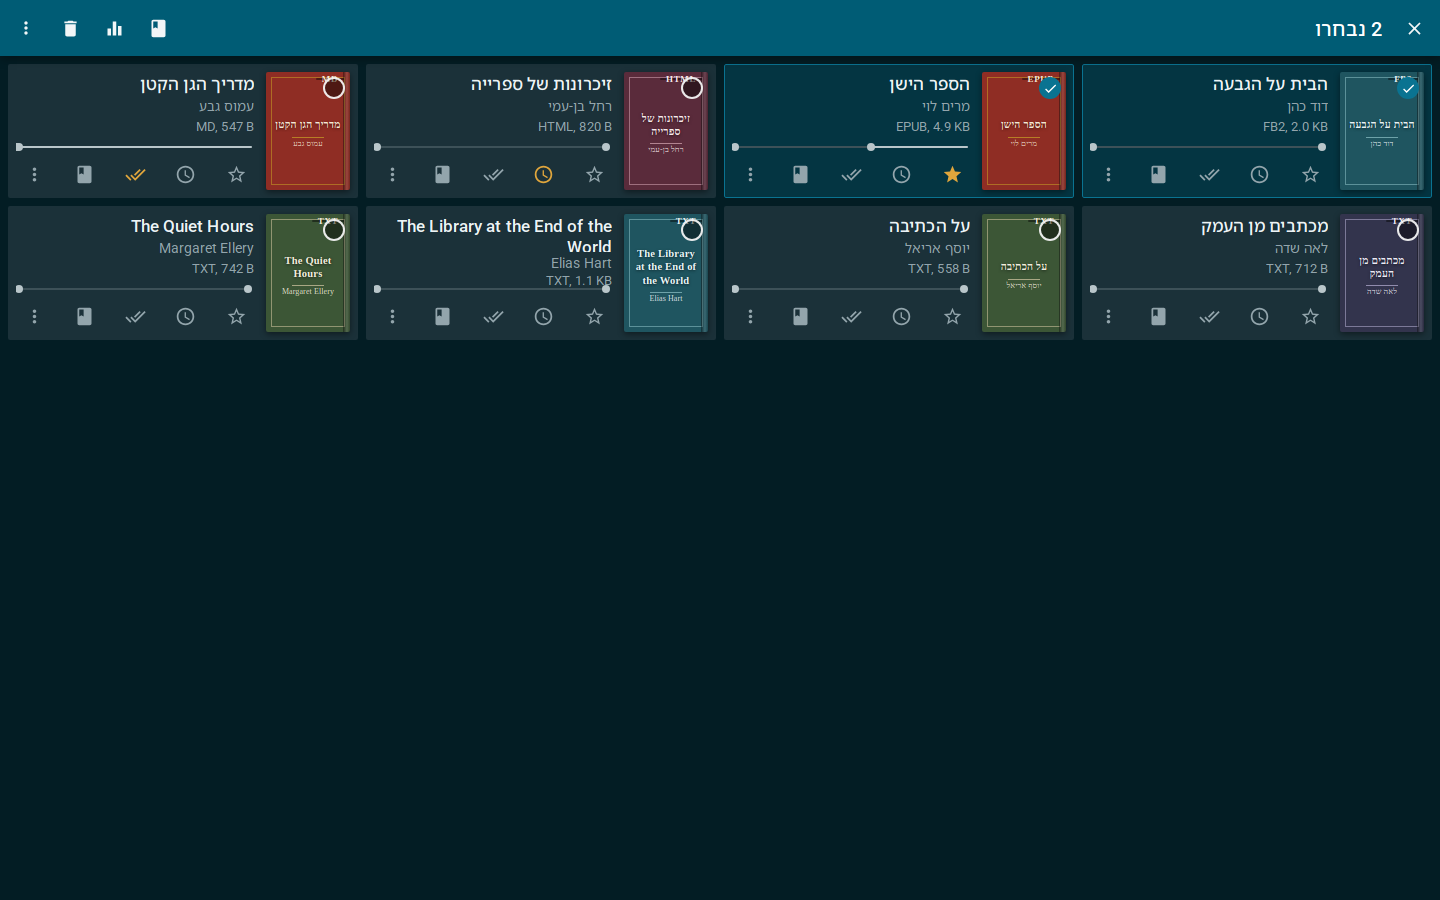 2 נבחרו
הבית על הגבעה
דוד כהן
FB2, 2.0 KB
הבית על הגבעה
דוד כהן
הספר הישן
מרים לוי
EPUB, 4.9 KB
הספר הישן
מרים לוי
זיכרונות של ספרייה
רחל בן-עמי
HTML, 820 B
HTML
זיכרונות של
ספרייה
רחל בן-עמי
מדריך הגן הקטן
עמוס גבע
MD, 547 B
מדריך הגן הקטן
עמוס גבע
מכתבים מן העמק
לאה שדה
TXT, 712 B
TXT
מכתבים מן
העמק
לאה שדה
על הכתיבה
יוסף אריאל
TXT, 558 B
TXT
על הכתיבה
יוסף אריאל
The Library at the End of the
World
Elias Hart
TXT, 1.1 KB
TXT
The Library
at the End of
the World
Elias Hart
The Quiet Hours
Margaret Ellery
TXT, 742 B
TXT
The Quiet
Hours
Margaret Ellery